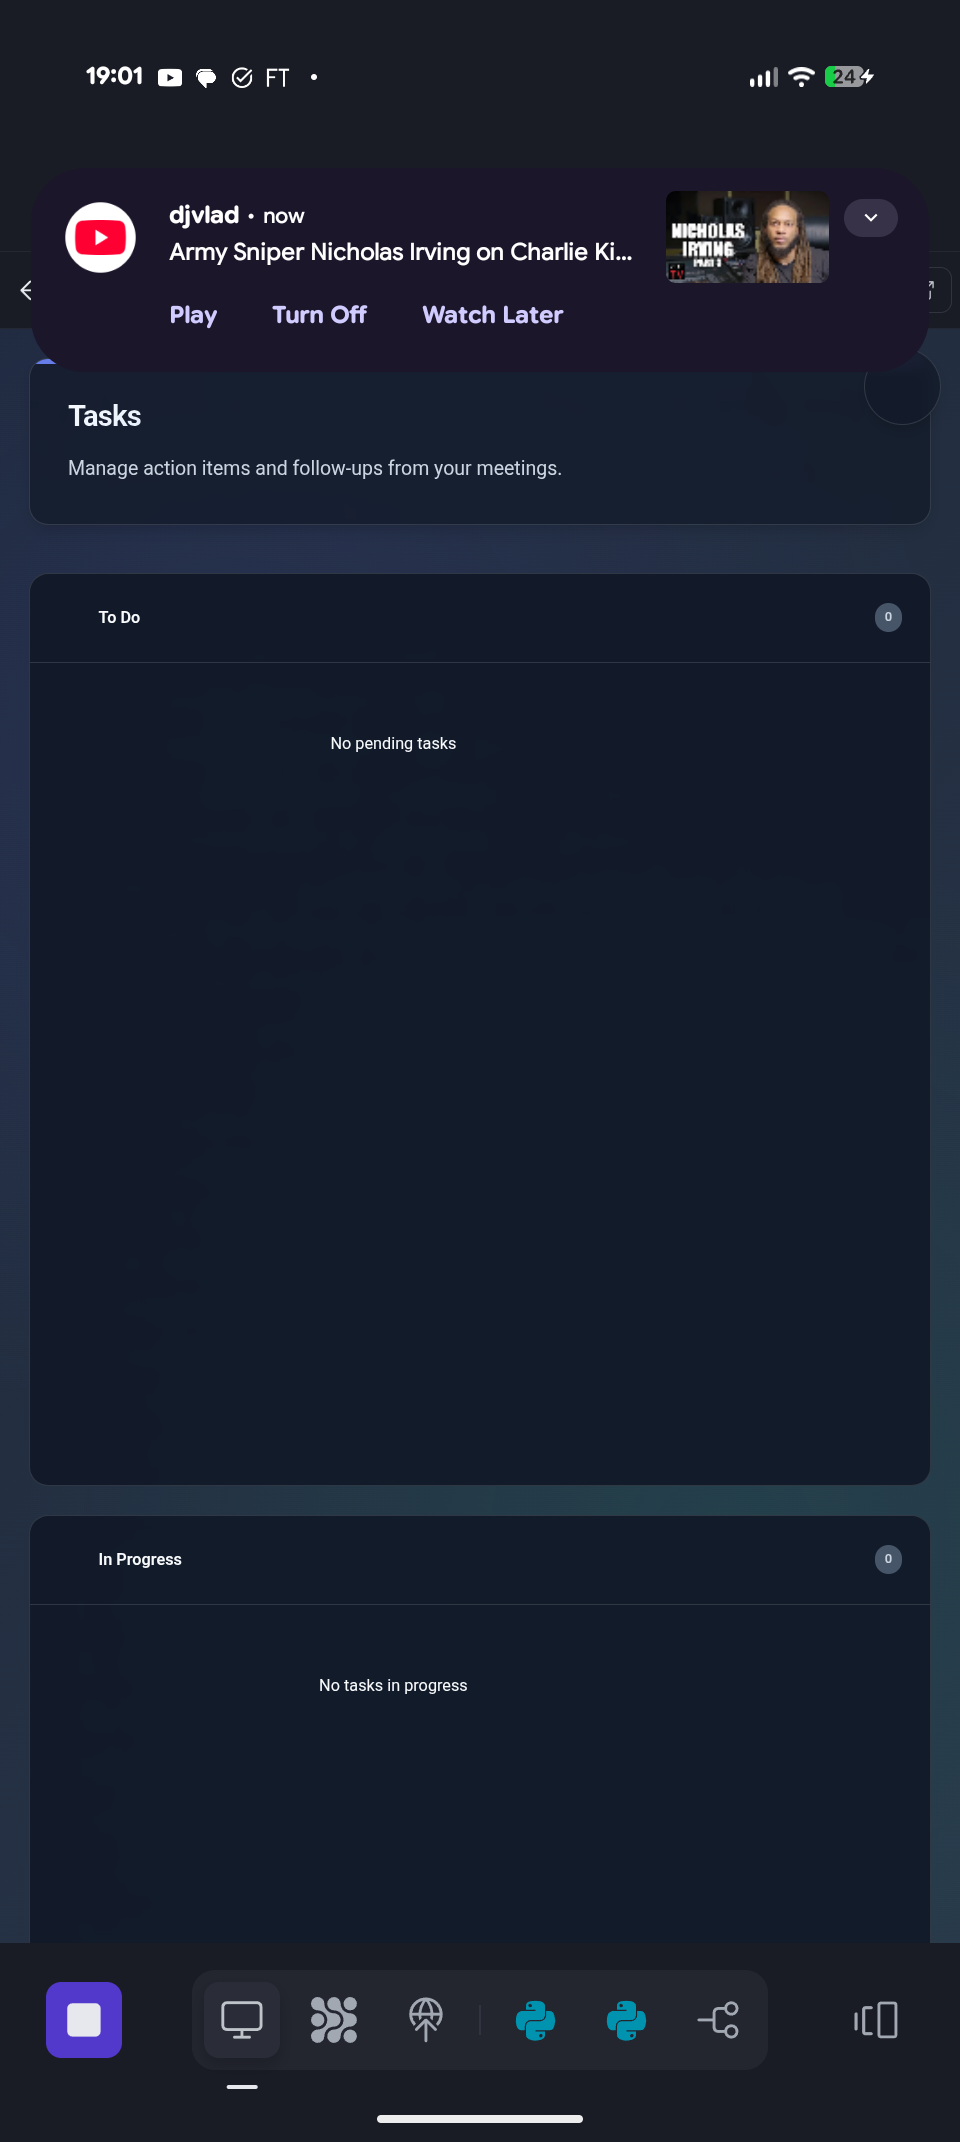 19:01 FT 24
djvlad • now
Army Sniper Nicholas Irving on Charlie Ki...
NICHOLAS
IRVING
PART 3
TV
Play Turn Off Watch Later
Tasks
Manage action items and follow-ups from your meetings.
To Do 0
No pending tasks
In Progress 0
No tasks in progress